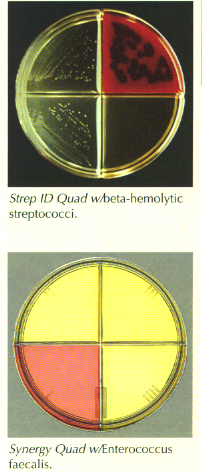 Strep ID Quad w/beta-hemolytic
streptococci.
Synergy Quad w/Enterococcus
faecalis.